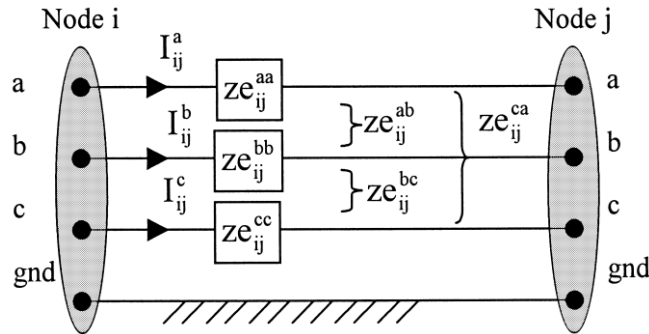 Node i Node j
a I_ij^a ze_ij^aa a
I_ij^b ze_ij^ab ze_ij^ca
b ze_ij^bb b
I_ij^c ze_ij^bc
c ze_ij^cc c
gnd gnd